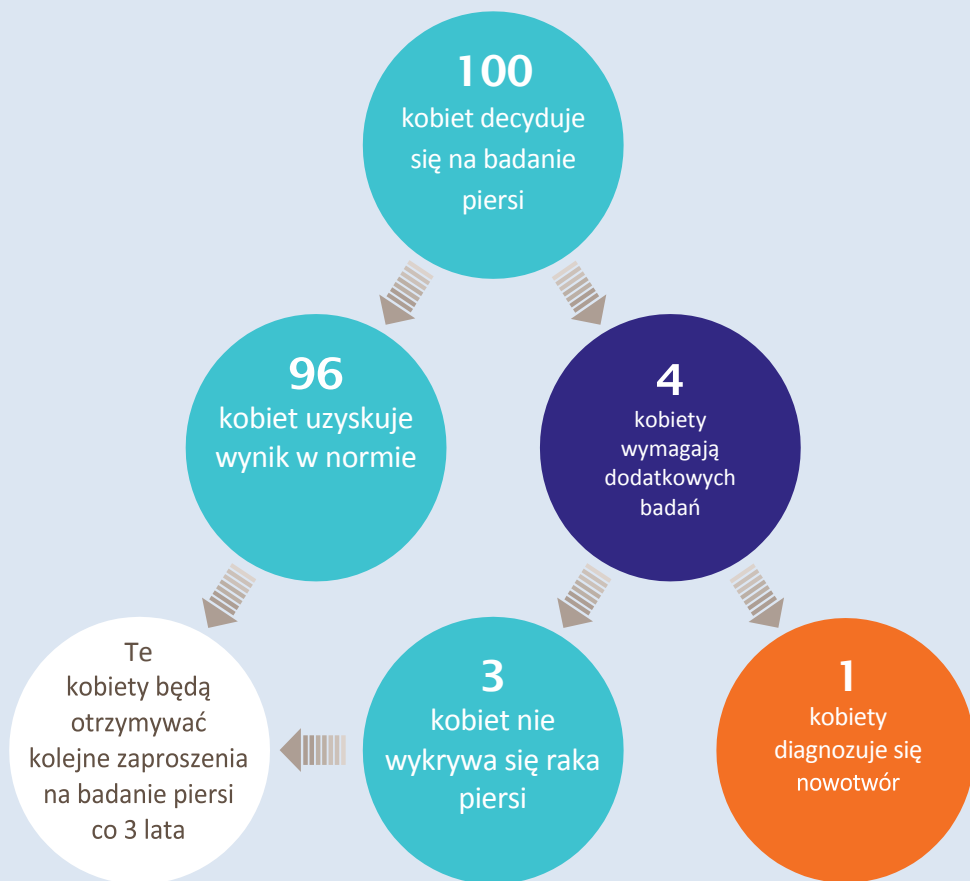 100
kobiet decyduje
się na badanie
piersi
96
kobiet uzyskuje
wynik w normie
4
kobiety
wymagają
dodatkowych
badań
Te
kobiety będą
otrzymywać
kolejne zaproszenia
na badanie piersi
co 3 lata
3
kobiet nie
wykrywa się raka
piersi
1
kobiety
diagnozuje się
nowotwór